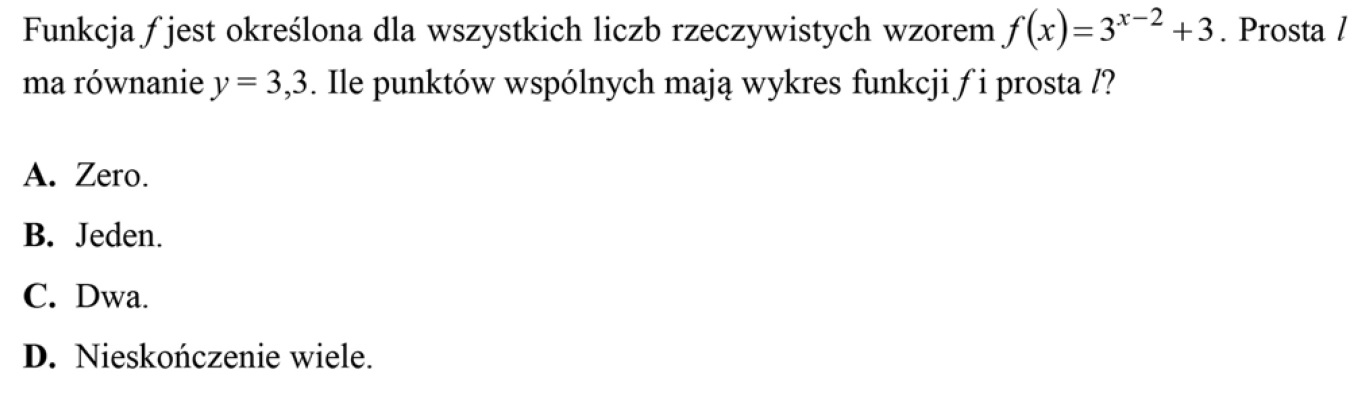 Funkcja f jest określona dla wszystkich liczb rzeczywistych wzorem f(x)=3^{x−2}+3. Prosta l
ma równanie y = 3,3. Ile punktów wspólnych mają wykres funkcji f i prosta l?
A. Zero.
B. Jeden.
C. Dwa.
D. Nieskończenie wiele.